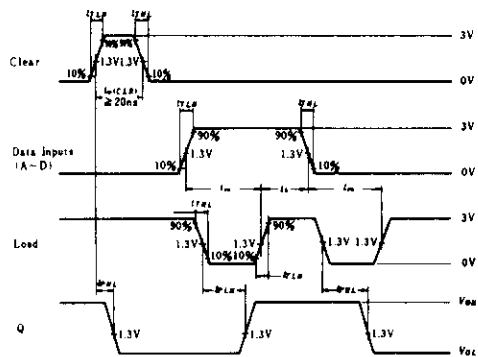 tTLH tTHL
3V
90% 90%
Clear
1.3V 1.3V
10% 10%
0V
tw(CLR)
≧20ns
tTLH tTHL
3V
90% 90%
Data Inputs
(A~D)
1.3V 1.3V
10% 10%
0V
tsu th tsu
tTHL
3V
90% 90%
Load
1.3V 1.3V 1.3V 1.3V
10% 10%
0V
tTLH
tPHL tPLH tPHL
VOH
Q
1.3V 1.3V 1.3V
VOL